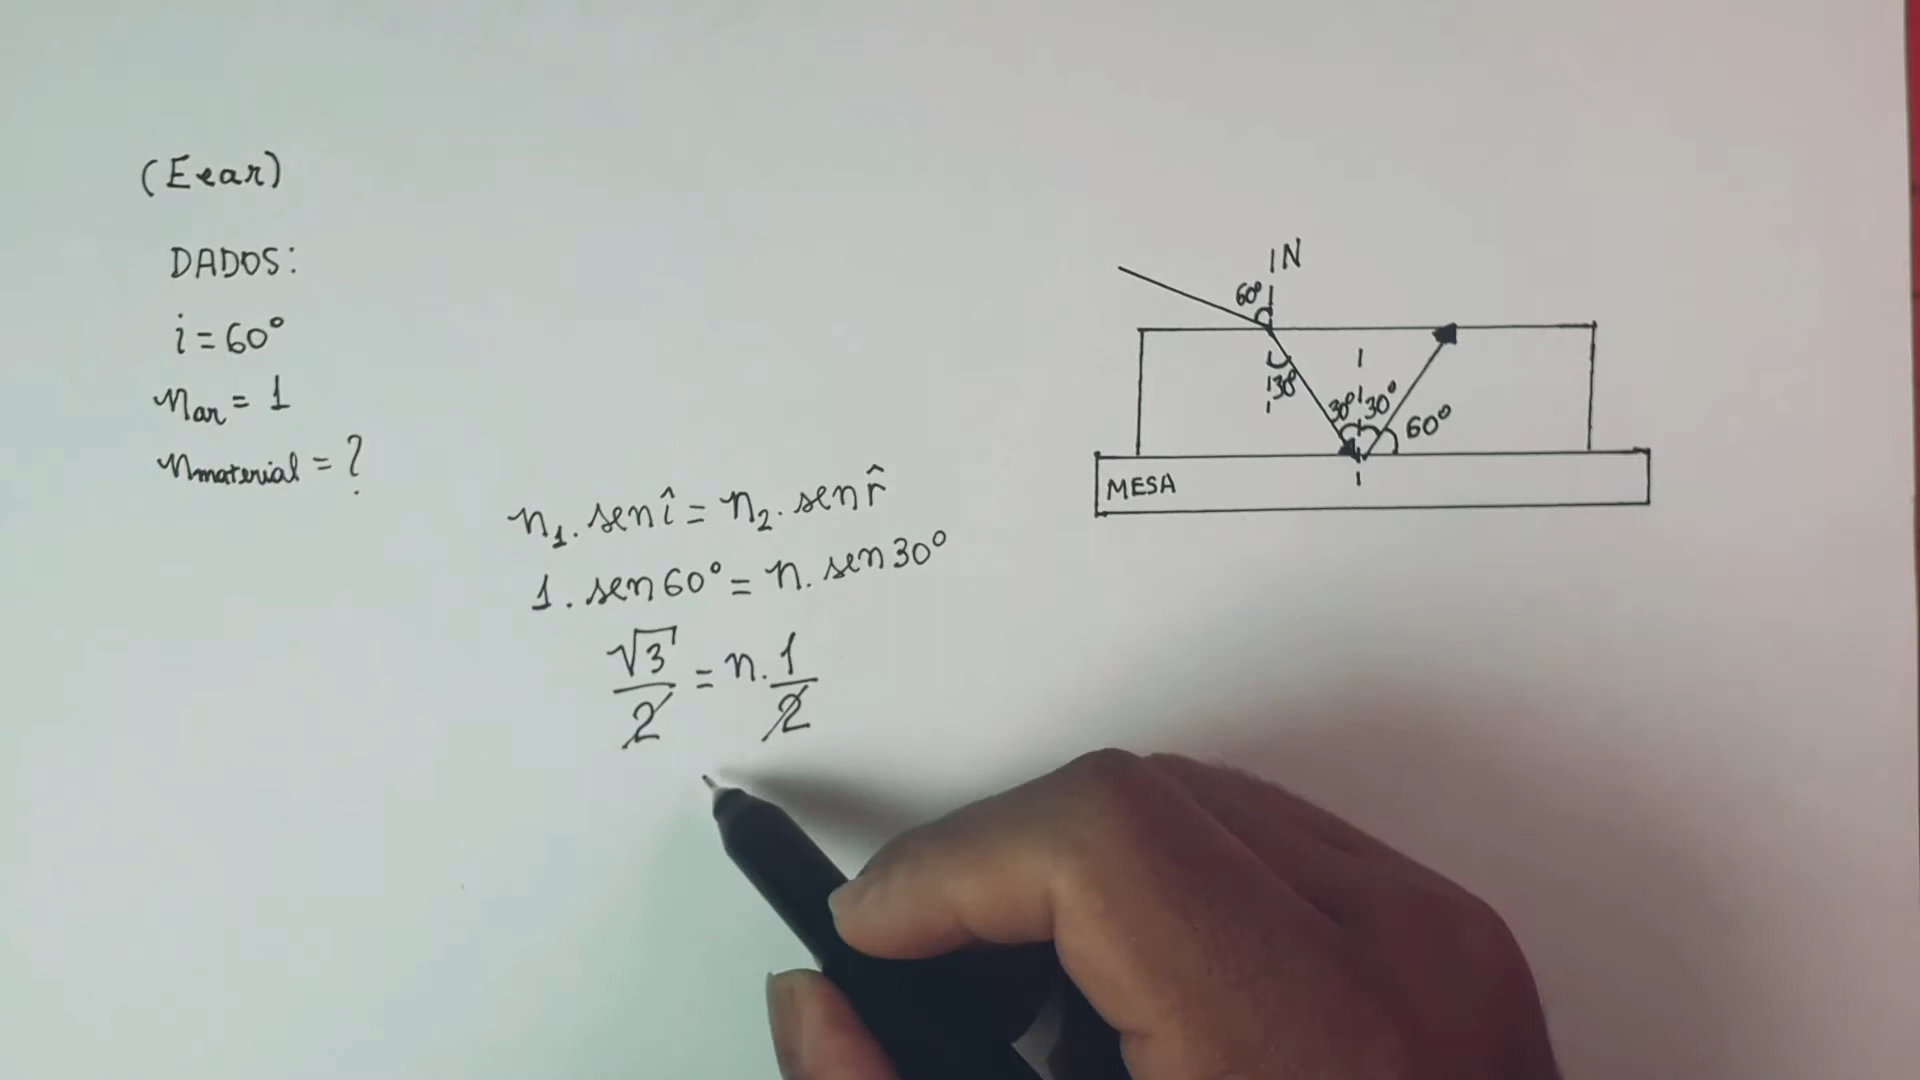 (Eear)
DADOS:
i = 60°
nar = 1
nmaterial = ?
n₁. sen î = n₂. sen r̂
1. sen 60° = n. sen 30°
√3/2 = n. 1/2
N
60°
30°
30° 30°
60°
MESA